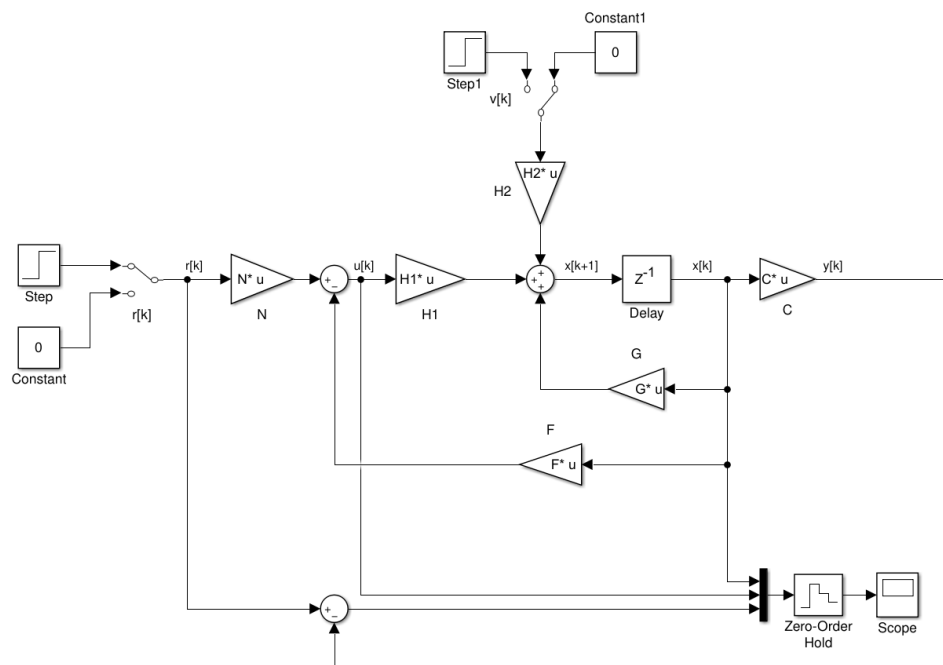 Constant1
0
Step1
v[k]
H2* u
H2
r[k]
N* u
+
−
u[k]
H1* u
+
+
+
x[k+1]
Z-1
x[k]
C* u
y[k]
Step
N
H1
Delay
C
r[k]
0
Constant
G
G* u
F
F* u
+
−
Zero-Order
Hold
Scope